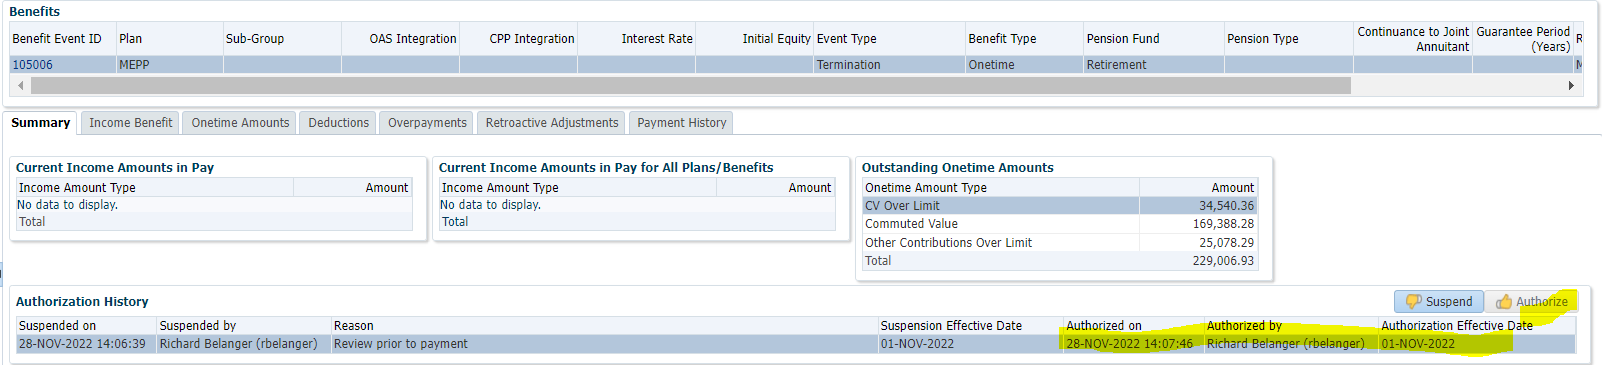 Benefits
Benefit Event ID Plan Sub-Group OAS Integration CPP Integration Interest Rate Initial Equity Event Type Benefit Type Pension Fund Pension Type Continuance to Joint Annuitant Guarantee Period (Years) R
105006 MEPP Termination Onetime Retirement M
Summary Income Benefit Onetime Amounts Deductions Overpayments Retroactive Adjustments Payment History
Current Income Amounts in Pay
Income Amount Type Amount
No data to display.
Total
Current Income Amounts in Pay for All Plans/Benefits
Income Amount Type Amount
No data to display.
Total
Outstanding Onetime Amounts
Onetime Amount Type Amount
CV Over Limit 34,540.36
Commuted Value 169,388.28
Other Contributions Over Limit 25,078.29
Total 229,006.93
Authorization History Suspend Authorize
Suspended on Suspended by Reason Suspension Effective Date Authorized on Authorized by Authorization Effective Date
28-NOV-2022 14:06:39 Richard Belanger (rbelanger) Review prior to payment 01-NOV-2022 28-NOV-2022 14:07:46 Richard Belanger (rbelanger) 01-NOV-2022